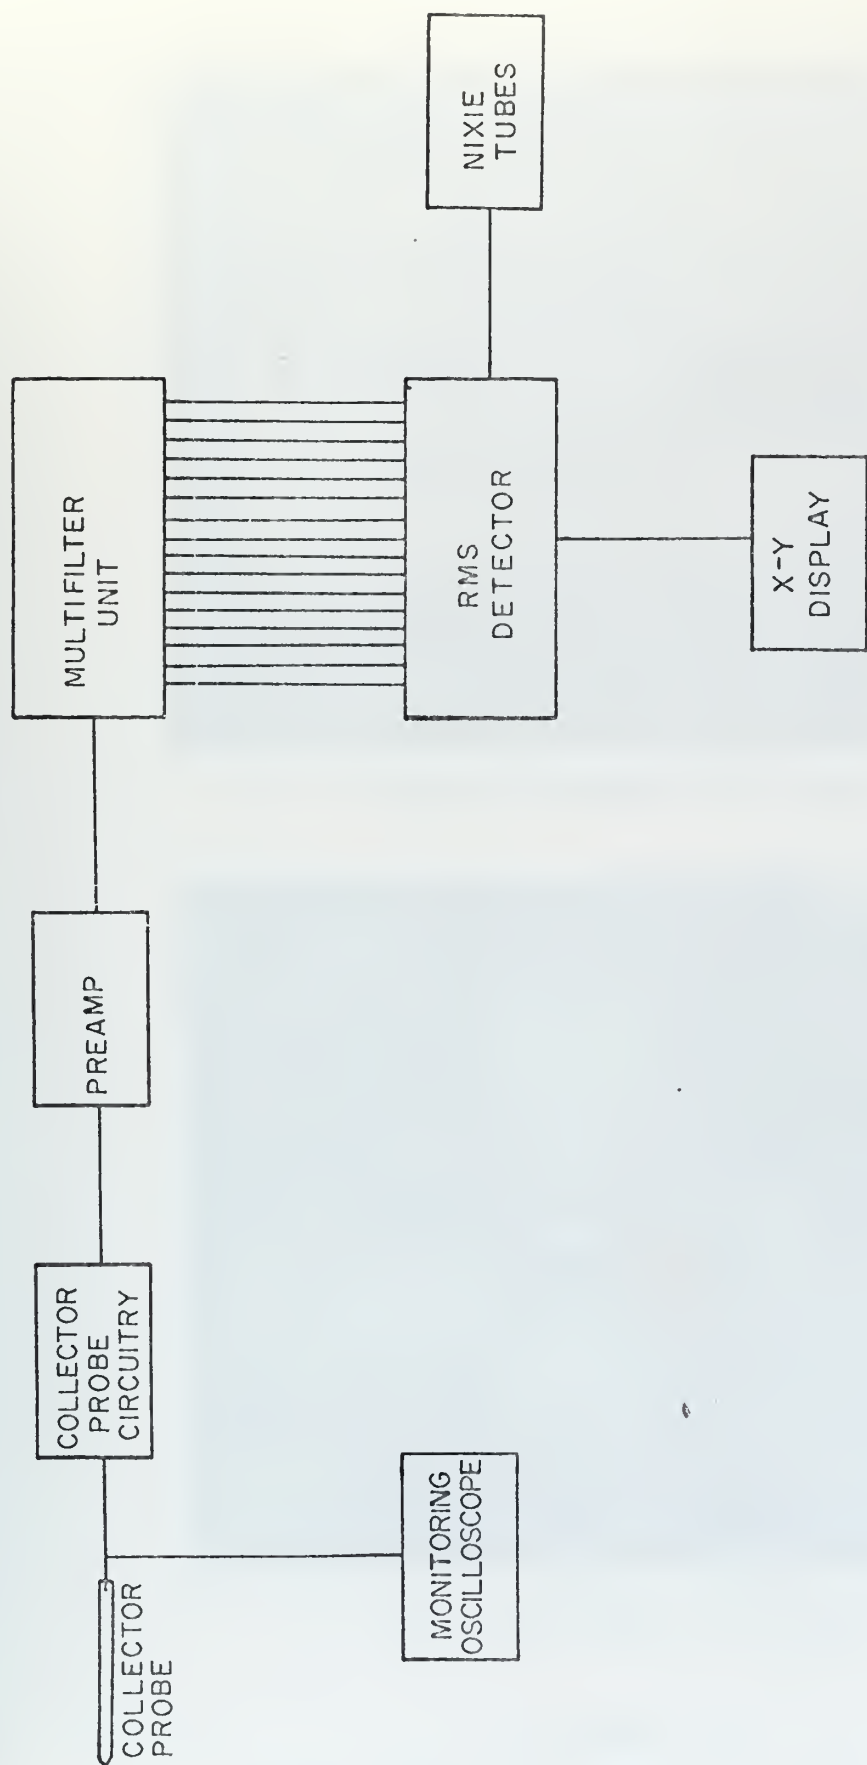 COLLECTOR
PROBE
COLLECTOR
PROBE
CIRCUITRY
MONITORING
OSCILLOSCOPE
PREAMP
MULTIFILTER
UNIT
RMS
DETECTOR
NIXIE
TUBES
X-Y
DISPLAY